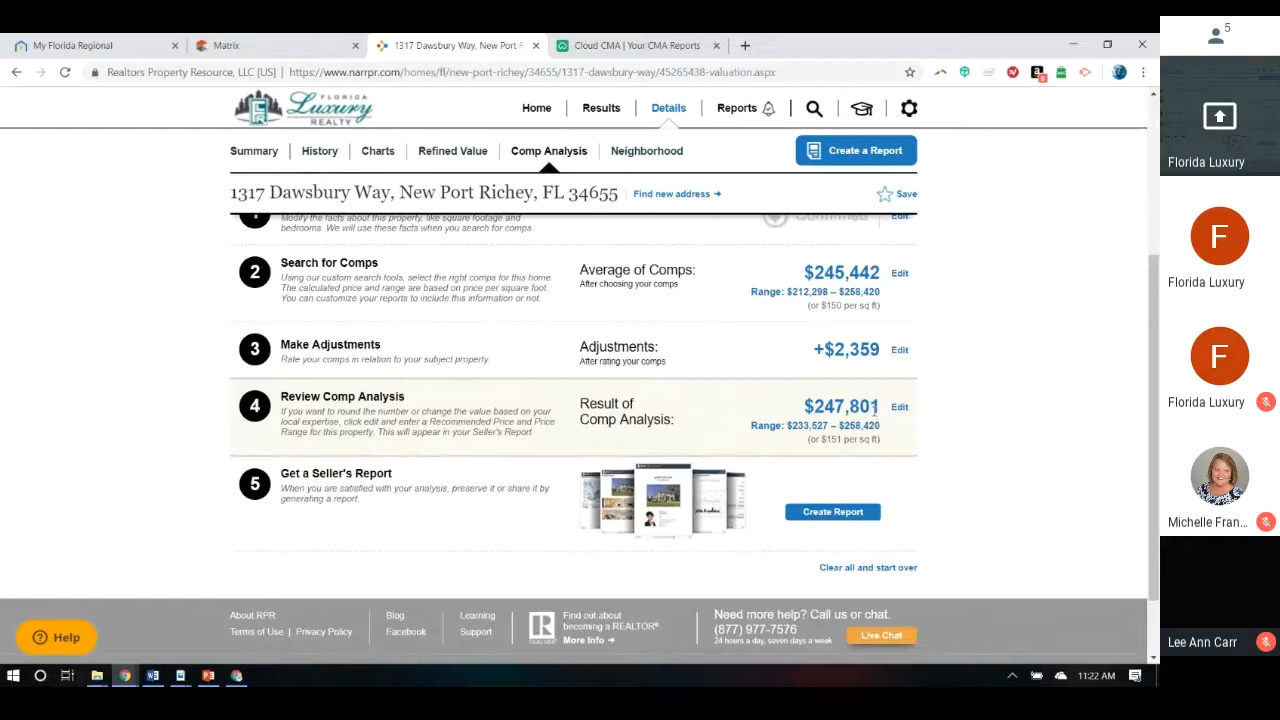 My Florida Regional
Matrix
1317 Dawsbury Way, New Port R
Cloud CMA | Your CMA Reports
Realtors Property Resource, LLC [US] | https://www.narrpr.com/homes/fl/new-port-richey/34655/1317-dawsbury-way/45265438-valuation.aspx
FLORIDA
Luxury
REALTY
Home
Results
Details
Reports
Summary
History
Charts
Refined Value
Comp Analysis
Neighborhood
Create a Report
1317 Dawsbury Way, New Port Richey, FL 34655
Find new address
Save
1
Modify the facts about this property, like square footage and
bedrooms. We will use these facts when you search for comps
Confirmed
Edit
2
Search for Comps
Using our custom search tools, select the right comps for this home.
The calculated price and range are based on price per square foot.
You can customize your reports to include this information or not.
Average of Comps:
After choosing your comps
$245,442
Edit
Range: $212,298 – $258,420
(or $150 per sq ft)
3
Make Adjustments
Rate your comps in relation to your subject property.
Adjustments:
After rating your comps
+$2,359
Edit
4
Review Comp Analysis
If you want to round the number or change the value based on your
local expertise, click edit and enter a Recommended Price and Price
Range for this property. This will appear in your Seller's Report.
Result of
Comp Analysis:
$247,801
Edit
Range: $233,527 – $258,420
(or $151 per sq ft)
5
Get a Seller's Report
When you are satisfied with your analysis, preserve it or share it by
generating a report.
Create Report
Clear all and start over
About RPR
Terms of Use | Privacy Policy
Blog
Facebook
Learning
Support
Find out about
becoming a REALTOR®
More Info
Need more help? Call us or chat.
(877) 977-7576
24 hours a day, seven days a week
Live Chat
Help
11:22 AM
5
Florida Luxury
F
Florida Luxury
F
Florida Luxury
Michelle Fran...
Lee Ann Carr